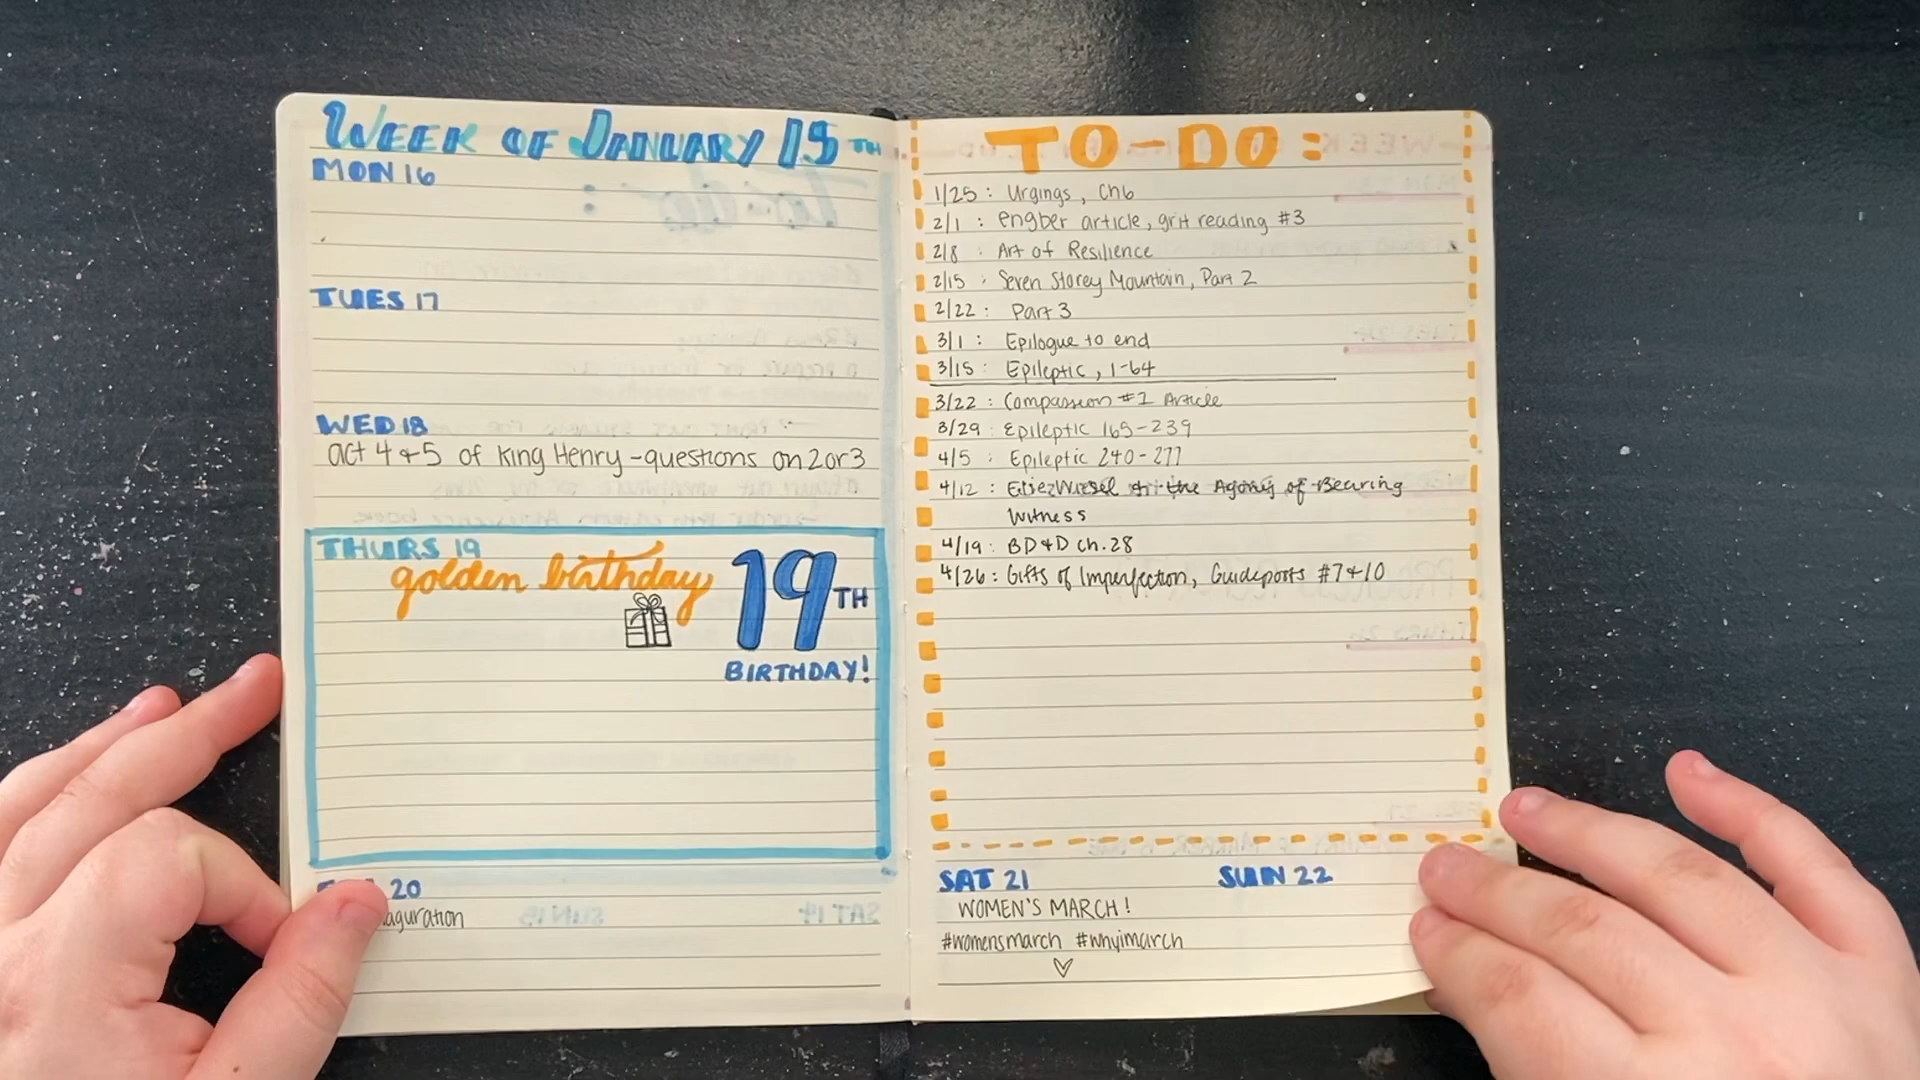 WEEK OF JANUARY 15TH
MON 16
TUES 17
WED 18
act 4 + 5 of King Henry - questions on 2 or 3
THURS 19
golden birthday
19TH
BIRTHDAY!
20
aguration
TO-DO:
1/25 : Urgings, Ch6
2/1 : engber article, grit reading #3
2/8 : Art of Resilience
2/15 : Seven Storey Mountain, Part 2
2/22 : Part 3
3/1 : Epilogue to end
3/15 : Epileptic, 1-64
3/22 : Compassion #1 Article
3/29 : Epileptic 165-239
4/5 : Epileptic 240-277
4/12 : Elie Wiesel the Agony of Bearing
Witness
4/19 : BD+D ch. 28
4/26 : Gifts of Imperfection, Guideposts #7+10
SAT 21
WOMEN'S MARCH!
#womensmarch #whyimarch
SUN 22